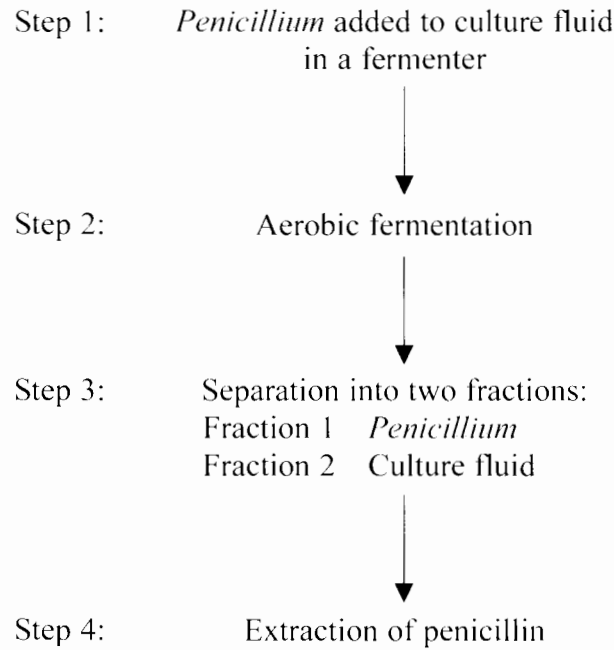 Step 1: Penicillium added to culture fluid
in a fermenter
Step 2: Aerobic fermentation
Step 3: Separation into two fractions:
Fraction 1 Penicillium
Fraction 2 Culture fluid
Step 4: Extraction of penicillin